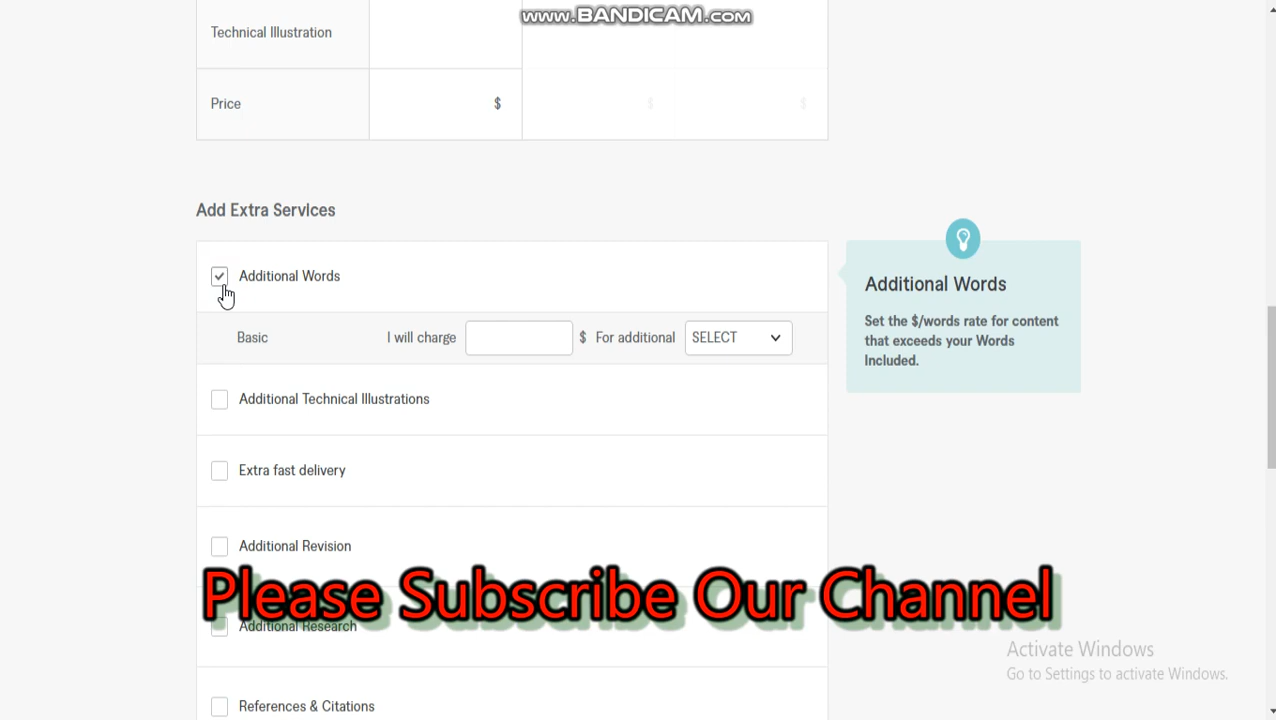 www.BANDICAM.com
Technical Illustration
Price $ $ $
Add Extra Services
Additional Words
Basic I will charge $ For additional SELECT
Additional Words
Set the $/words rate for content
that exceeds your Words
Included.
Additional Technical Illustrations
Extra fast delivery
Additional Revision
Please Subscribe Our Channel
Additional Research
Activate Windows
Go to Settings to activate Windows.
References & Citations